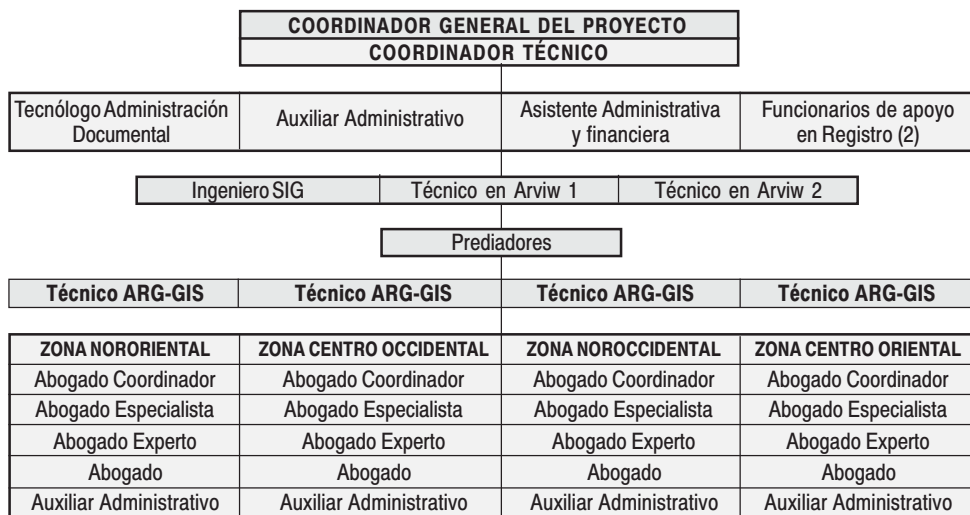 COORDINADOR GENERAL DEL PROYECTO
COORDINADOR TÉCNICO
Tecnólogo Administración
Documental
Auxiliar Administrativo
Asistente Administrativa
y financiera
Funcionarios de apoyo
en Registro (2)
Ingeniero SIG
Técnico en Arviw 1
Técnico en Arviw 2
Prediadores
Técnico ARG-GIS
Técnico ARG-GIS
Técnico ARG-GIS
Técnico ARG-GIS
ZONA NORORIENTAL
ZONA CENTRO OCCIDENTAL
ZONA NOROCCIDENTAL
ZONA CENTRO ORIENTAL
Abogado Coordinador
Abogado Coordinador
Abogado Coordinador
Abogado Coordinador
Abogado Especialista
Abogado Especialista
Abogado Especialista
Abogado Especialista
Abogado Experto
Abogado Experto
Abogado Experto
Abogado Experto
Abogado
Abogado
Abogado
Abogado
Auxiliar Administrativo
Auxiliar Administrativo
Auxiliar Administrativo
Auxiliar Administrativo